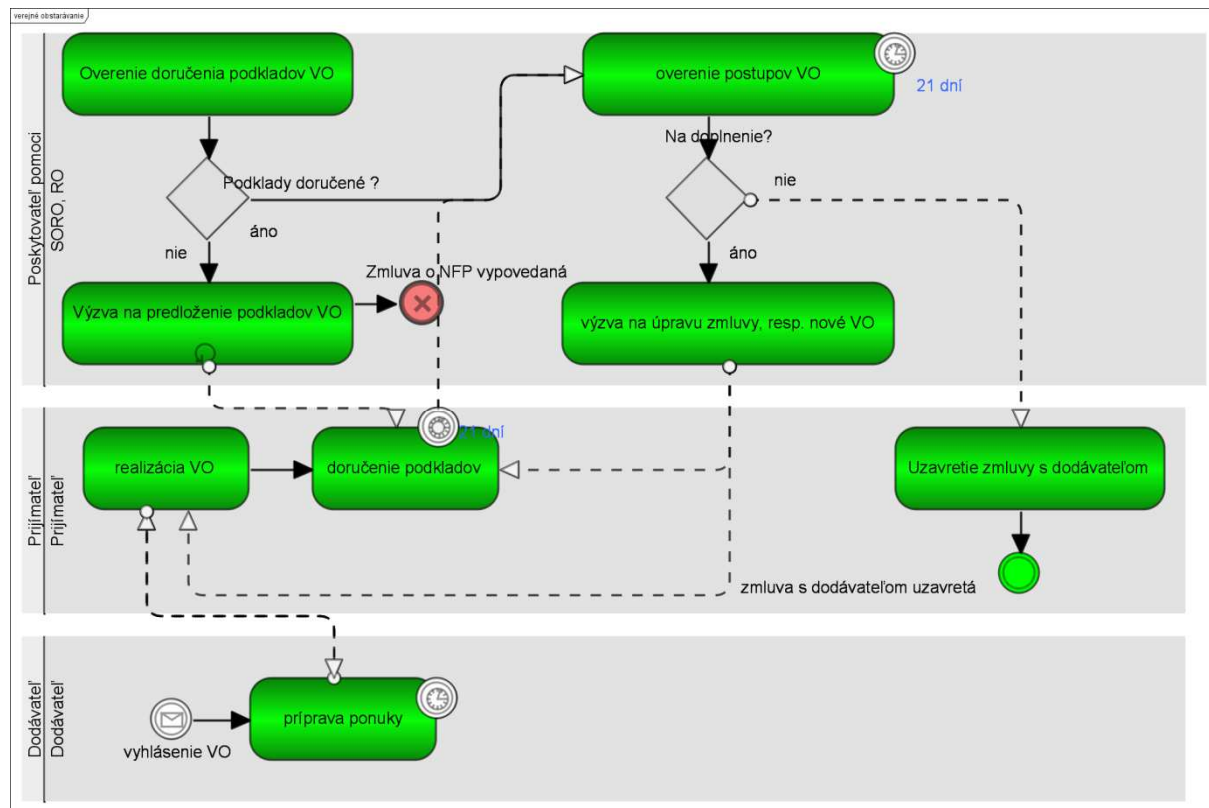 verejné obstarávanie
Poskytovateľ pomoci
SORO, RO
Overenie doručenia podkladov VO
overenie postupov VO
21 dní
Na doplnenie?
Podklady doručené ?
nie
áno
nie
áno
Zmluva o NFP vypovedaná
Výzva na predloženie podkladov VO
výzva na úpravu zmluvy, resp. nové VO
Prijímateľ
Prijímateľ
21 dní
realizácia VO
doručenie podkladov
Uzavretie zmluvy s dodávateľom
zmluva s dodávateľom uzavretá
Dodávateľ
Dodávateľ
príprava ponuky
vyhlásenie VO